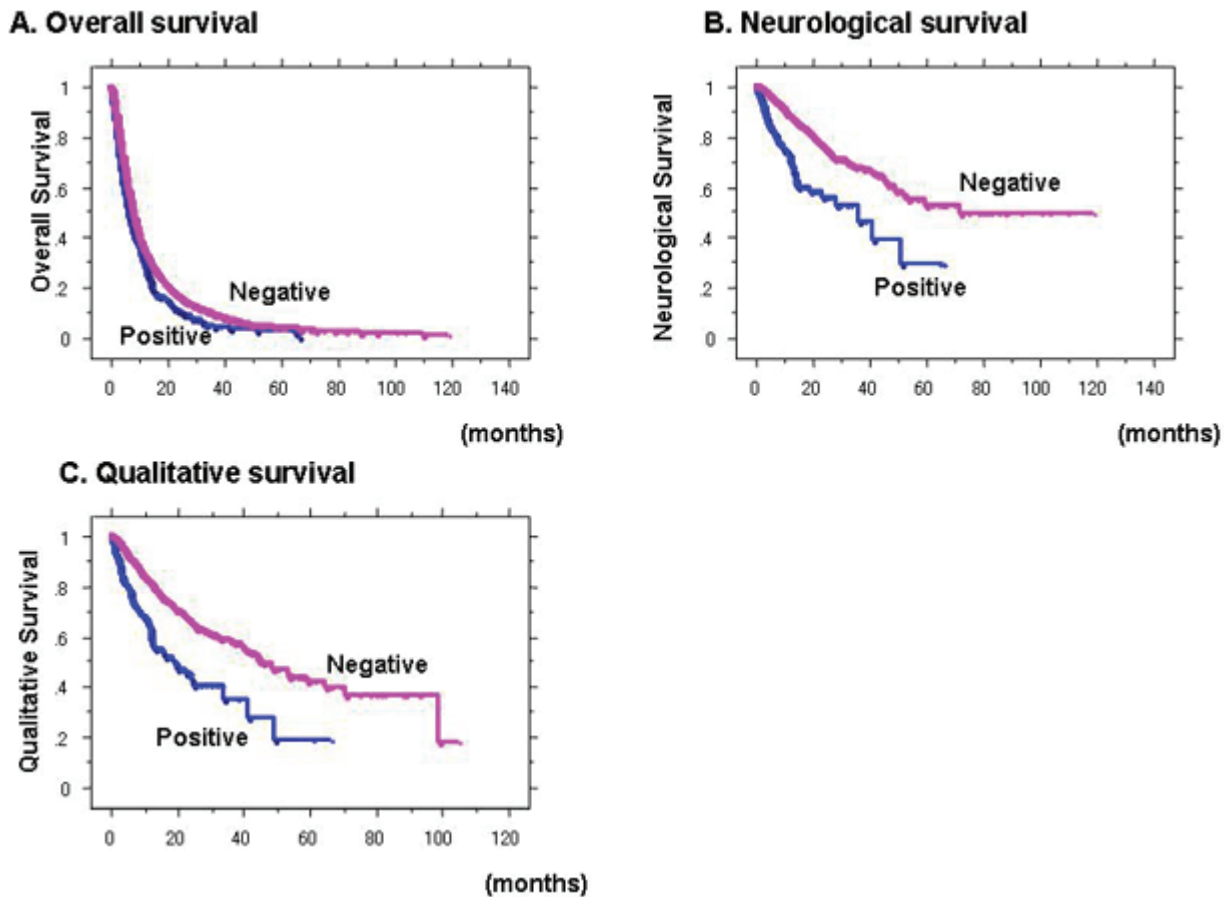 A. Overall survival
Overall Survival
1
.8
.6
.4
.2
0
Negative
Positive
0 20 40 60 80 100 120 140
(months)
B. Neurological survival
Neurological Survival
1
.8
.6
.4
.2
0
Negative
Positive
0 20 40 60 80 100 120 140
(months)
C. Qualitative survival
Qualitative Survival
1
.8
.6
.4
.2
0
Negative
Positive
0 20 40 60 80 100 120
(months)